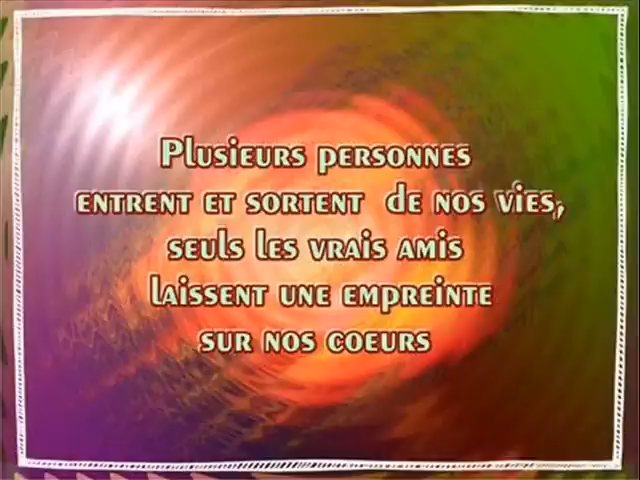 Plusieurs personnes
entrent et sortent de nos vies,
seuls les vrais amis
laissent une empreinte
sur nos coeurs